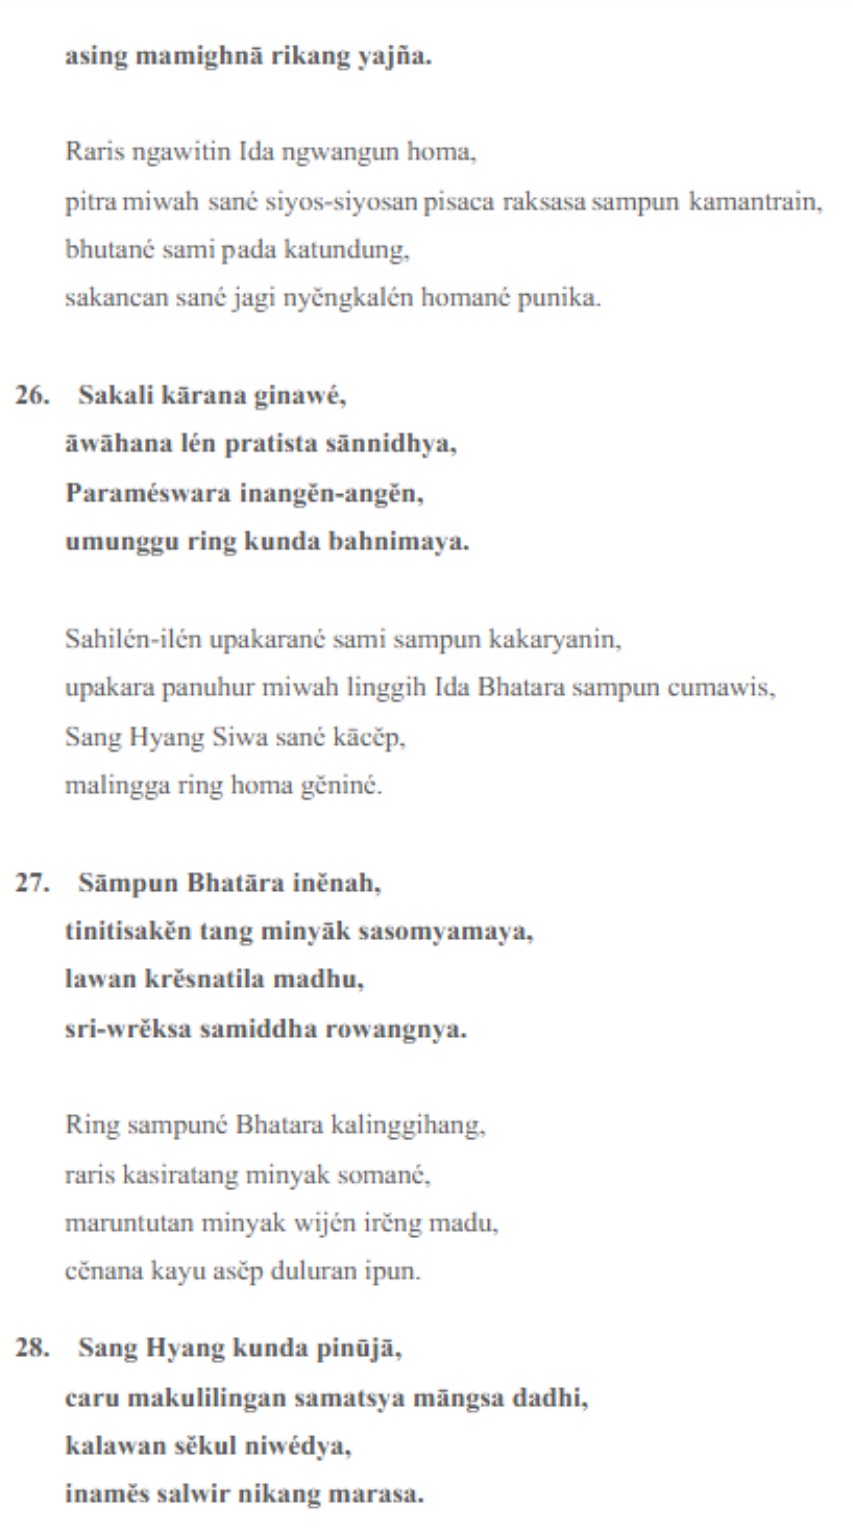 asing mamighnā rikang yajña.
Raris ngawitin Ida ngwangun homa,
pitra miwah sané siyos-siyosan pisaca raksasa sampun kamantrain,
bhutané sami pada katundung,
sakancan sané jagi nyĕngkalén homané punika.
26. Sakali kārana ginawé,
āwāhana lén pratista sānnidhya,
Paraméswara inangĕn-angĕn,
umunggu ring kunda bahnimaya.
Sahilén-ilén upakarané sami sampun kakaryanin,
upakara panuhur miwah linggih Ida Bhatara sampun cumawis,
Sang Hyang Siwa sané kācĕp,
malingga ring homa gĕniné.
27. Sāmpun Bhatāra inĕnah,
tinitisakĕn tang minyāk sasomyamaya,
lawan krĕsnatila madhu,
sri-wrĕksa samiddha rowangnya.
Ring sampuné Bhatara kalinggihang,
raris kasiratang minyak somané,
maruntutan minyak wijén irĕng madu,
cĕnana kayu asĕp duluran ipun.
28. Sang Hyang kunda pinūjā,
caru makulilingan samatsya māngsa dadhi,
kalawan sĕkul niwédya,
inamĕs salwir nikang marasa.